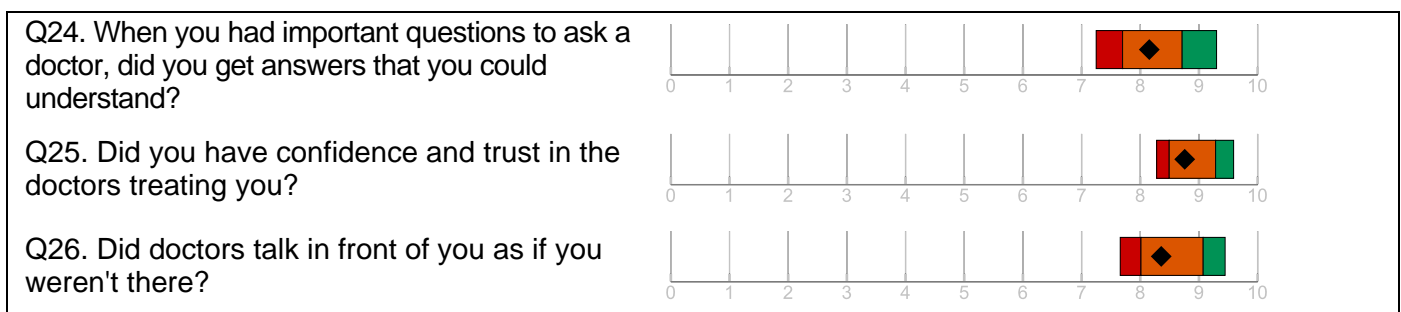 Q24. When you had important questions to ask a
doctor, did you get answers that you could
understand?
0 1 2 3 4 5 6 7 8 9 10
Q25. Did you have confidence and trust in the
doctors treating you?
0 1 2 3 4 5 6 7 8 9 10
Q26. Did doctors talk in front of you as if you
weren't there?
0 1 2 3 4 5 6 7 8 9 10